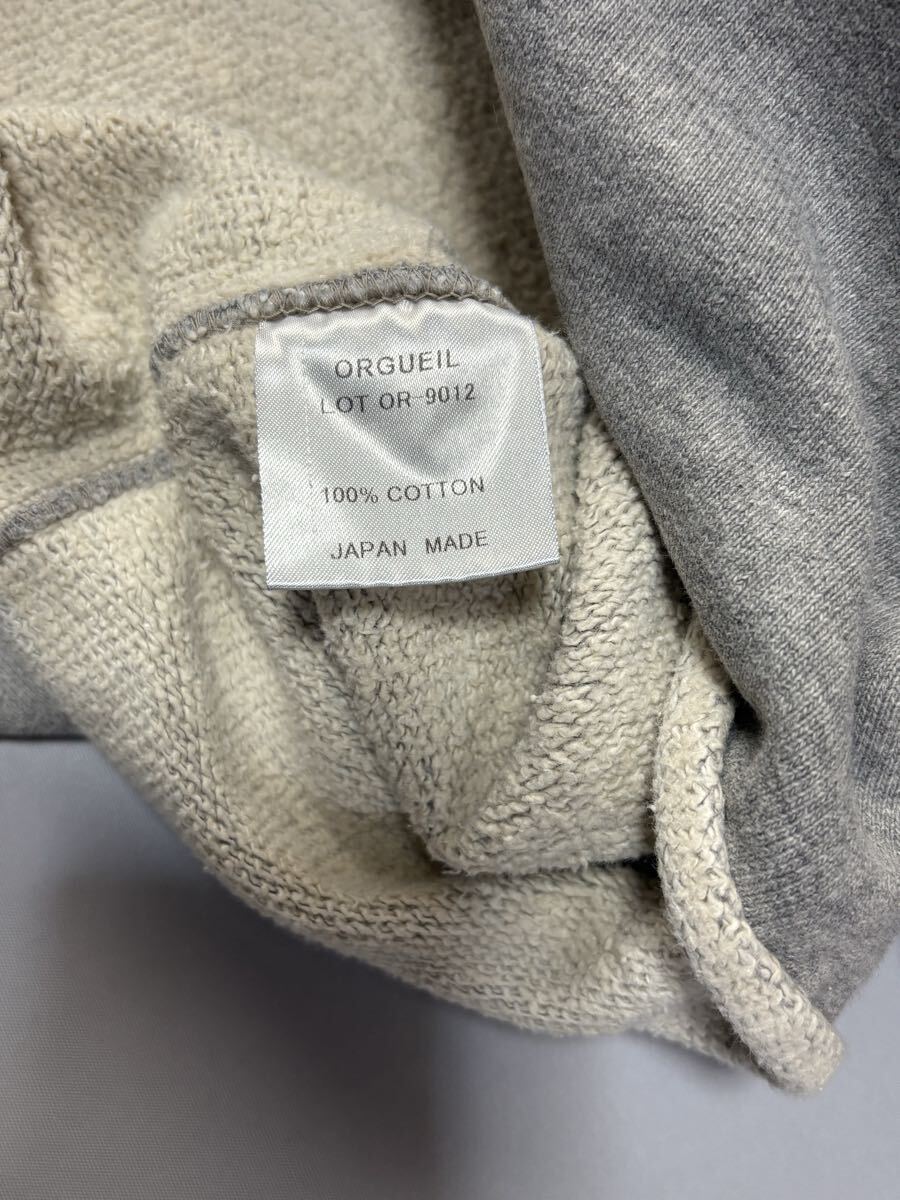 ORGUEIL
LOT OR-9012
100% COTTON
JAPAN MADE